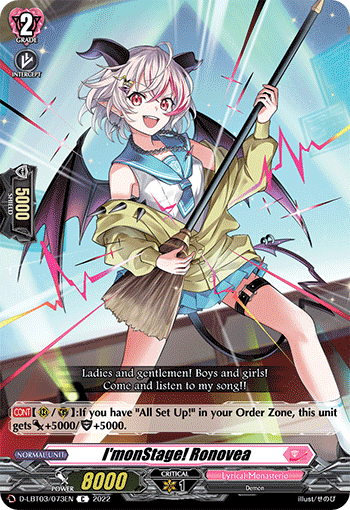 2
GRADE
INTERCEPT
5000
SHIELD
Ladies and gentlement! Boys and girls!
Come and listen to my song!!
CONT【/】:If you have "All Set Up!" in your Order Zone, this unit
gets +5000/+5000.
NORMAL UNIT
I'monStage! Ronovea
POWER 8000
CRITICAL
1
Lyrical Monasterio
Demon
D-LBT03/073EN C 2022
illust/せのび